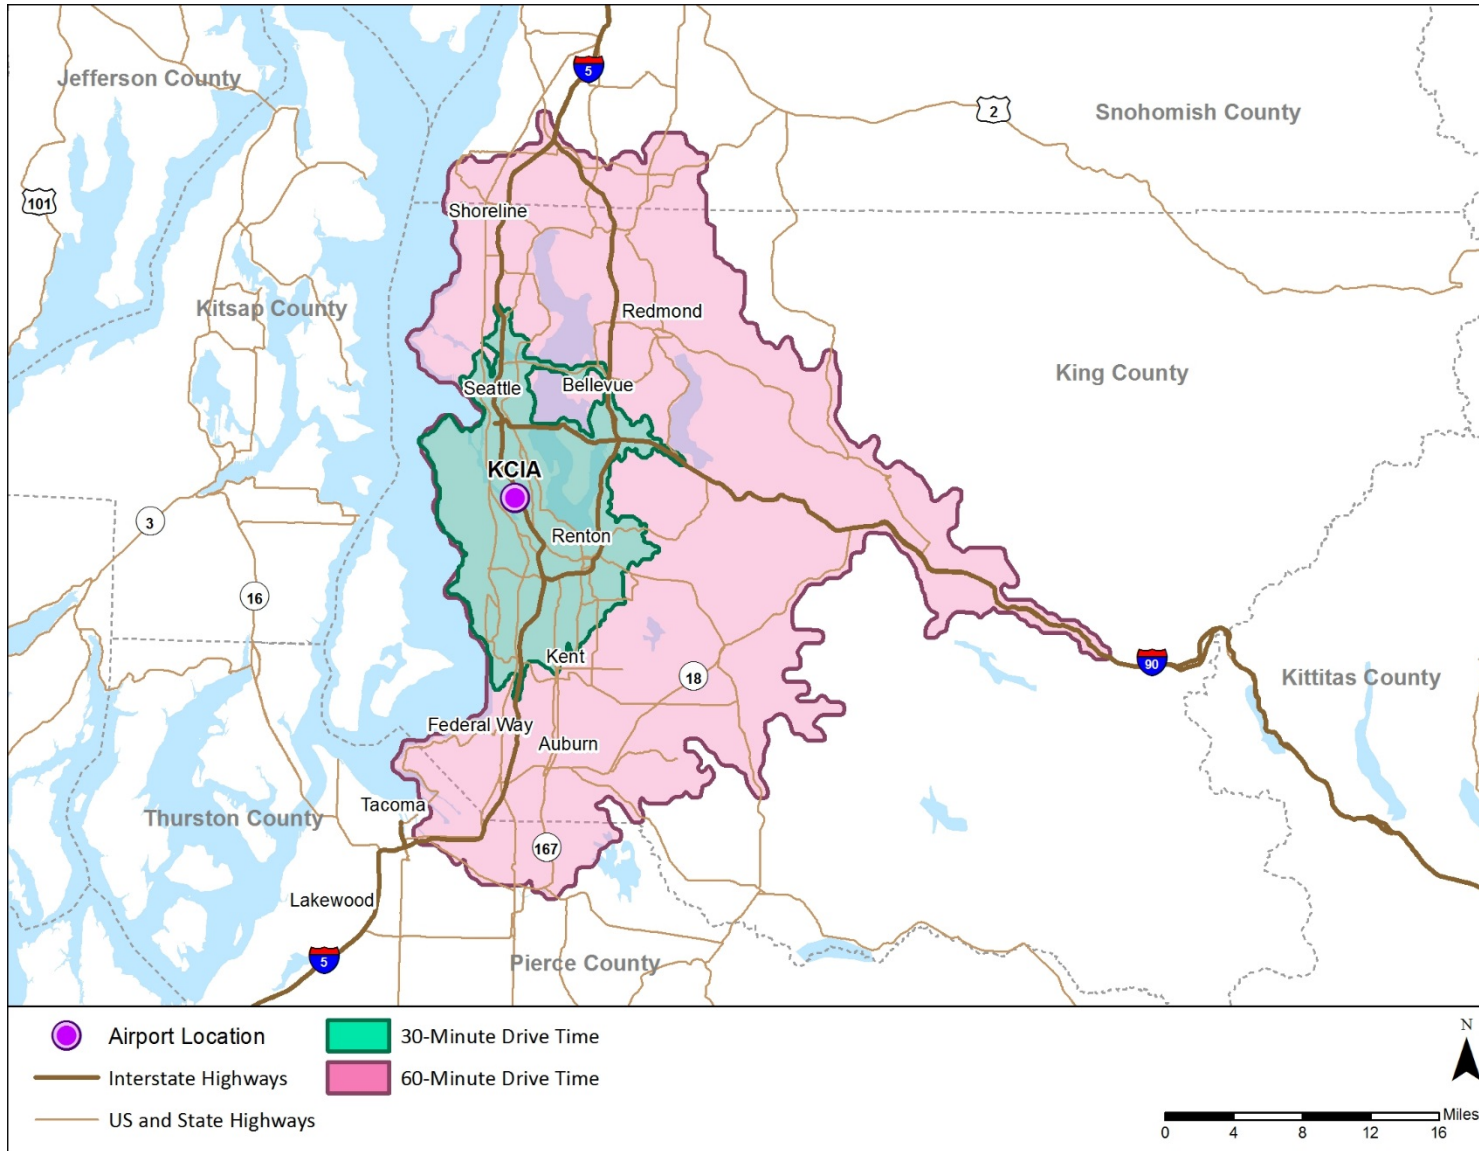 5
Jefferson County
2
Snohomish County
101
Shoreline
Kitsap County
Redmond
King County
Seattle
Bellevue
KCIA
3
Renton
16
Kent
90
18
Kittitas County
Federal Way
Auburn
Tacoma
Thurston County
167
Lakewood
5
Pierce County
Airport Location
30-Minute Drive Time
N
Interstate Highways
60-Minute Drive Time
US and State Highways
Miles
0 4 8 12 16